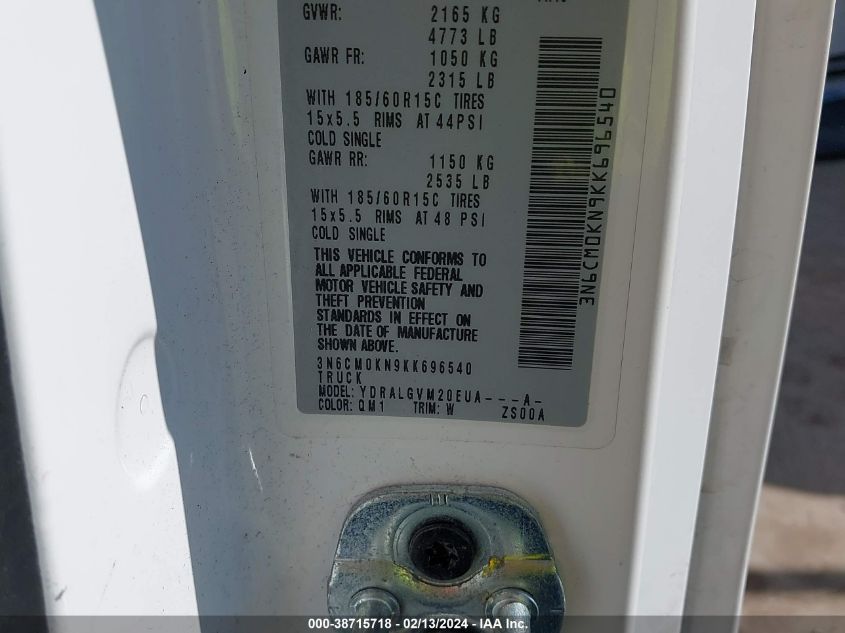 GVWR: 2165 KG
4773 LB
GAWR FR: 1050 KG
2315 LB
WITH 185/60R15C TIRES
15x5.5 RIMS AT 44PSI
COLD SINGLE
GAWR RR: 1150 KG
2535 LB
WITH 185/60R15C TIRES
15x5.5 RIMS AT 48 PSI
COLD SINGLE
THIS VEHICLE CONFORMS TO
ALL APPLICABLE FEDERAL
MOTOR VEHICLE SAFETY AND
THEFT PREVENTION
STANDARDS IN EFFECT ON
THE DATE OF MANUFACTURE
SHOWN ABOVE.
3N6CM0KN9KK696540
TRUCK
MODEL: YDRALGVM20EUA---A-
COLOR: QM1 TRIM: W ZS00A
3N6CM0KN9KK696540
000-38715718 - 02/13/2024 - IAA Inc.